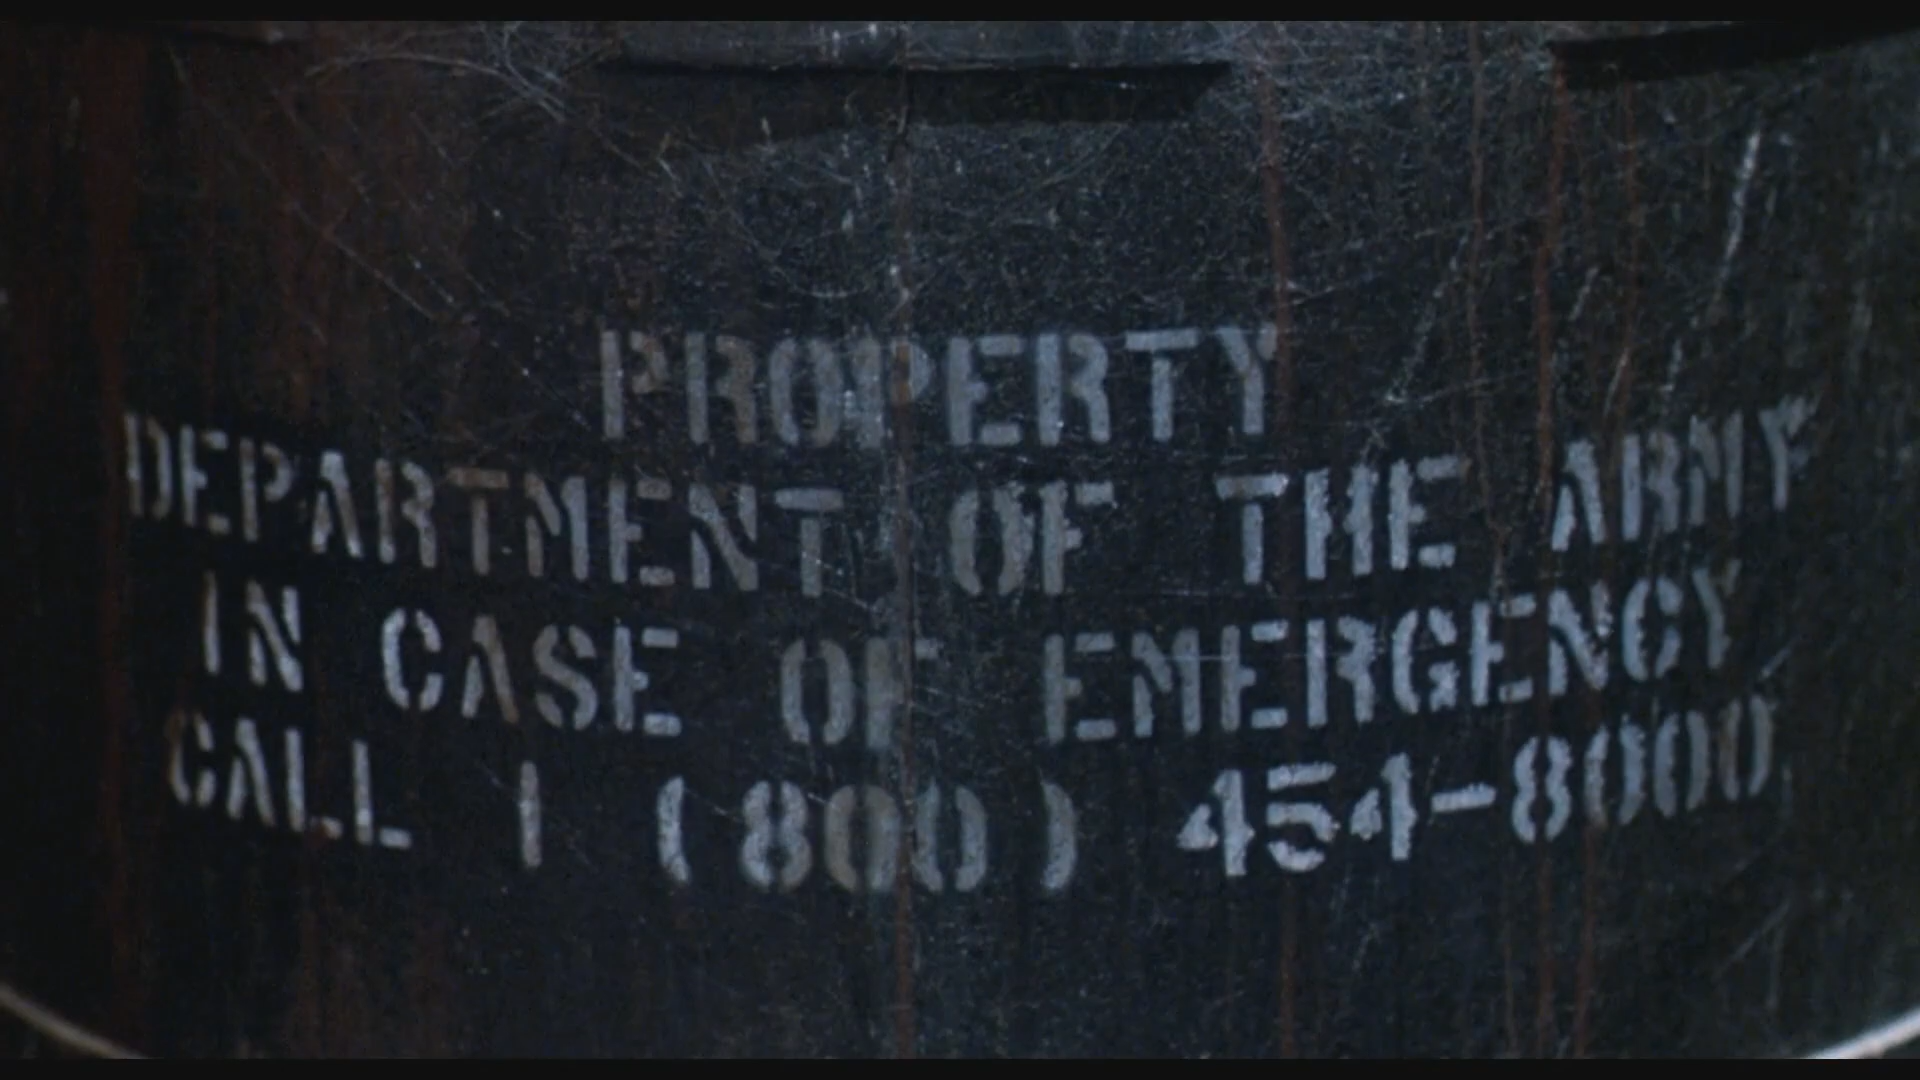 PROPERTY
DEPARTMENT OF THE ARMY
IN CASE OF EMERGENCY
CALL 1 (800) 454-8000